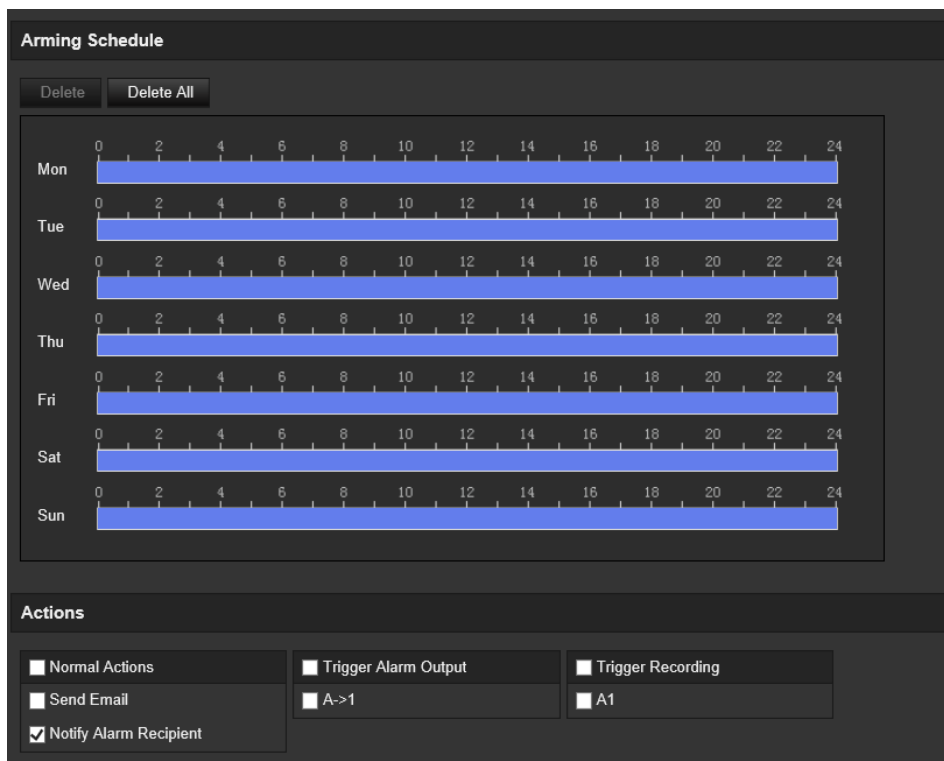 Arming Schedule
Delete Delete All
0 2 4 6 8 10 12 14 16 18 20 22 24
Mon
0 2 4 6 8 10 12 14 16 18 20 22 24
Tue
0 2 4 6 8 10 12 14 16 18 20 22 24
Wed
0 2 4 6 8 10 12 14 16 18 20 22 24
Thu
0 2 4 6 8 10 12 14 16 18 20 22 24
Fri
0 2 4 6 8 10 12 14 16 18 20 22 24
Sat
0 2 4 6 8 10 12 14 16 18 20 22 24
Sun
Actions
Normal Actions Trigger Alarm Output Trigger Recording
Send Email A->1 A1
Notify Alarm Recipient